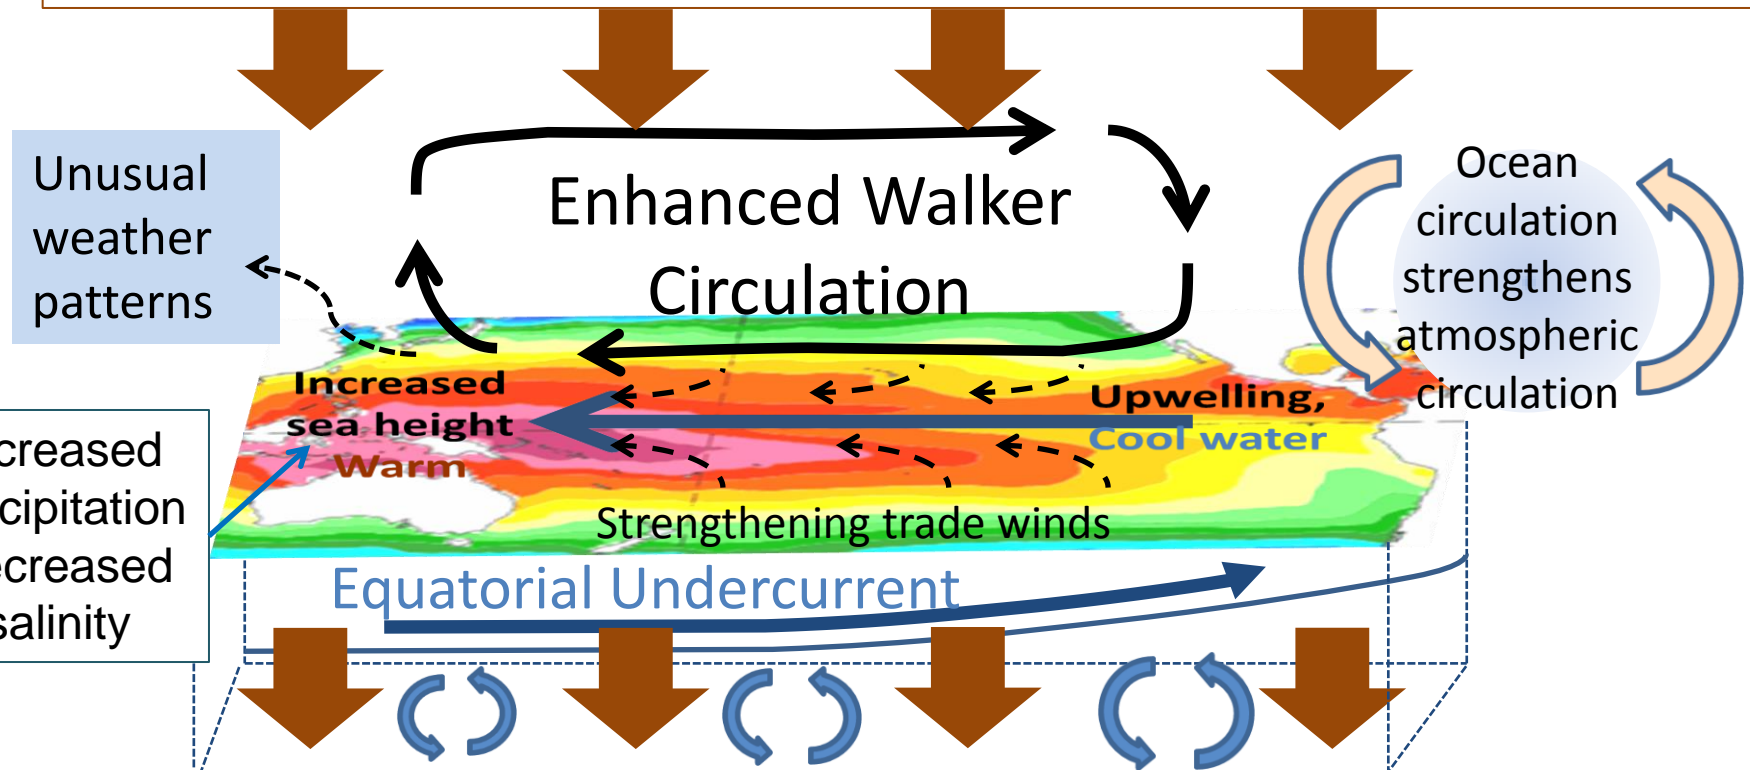 Unusual
weather
patterns
Enhanced Walker
Circulation
Ocean
circulation
strengthens
atmospheric
circulation
Increased
sea height
Warm
Upwelling,
Cool water
creased
cipitation
ecreased
salinity
Strengthening trade winds
Equatorial Undercurrent